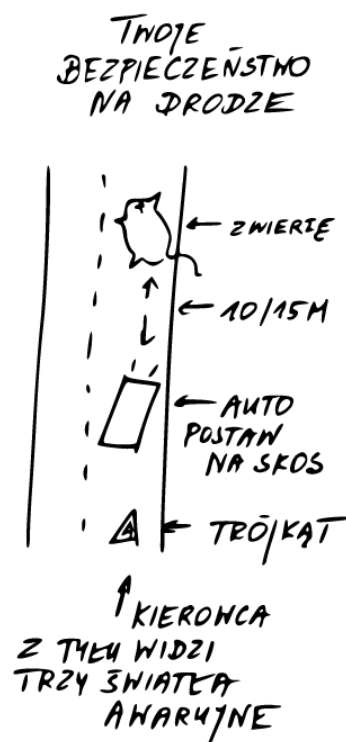 TWOJE
BEZPIECZEŃSTWO
NA DRODZE
ZWIERZĘ
10/15M
AUTO
POSTAW
NA SKOS
TRÓJKĄT
KIEROWCA
Z TYŁU WIDZI
TRZY ŚWIATŁA
AWARYJNE